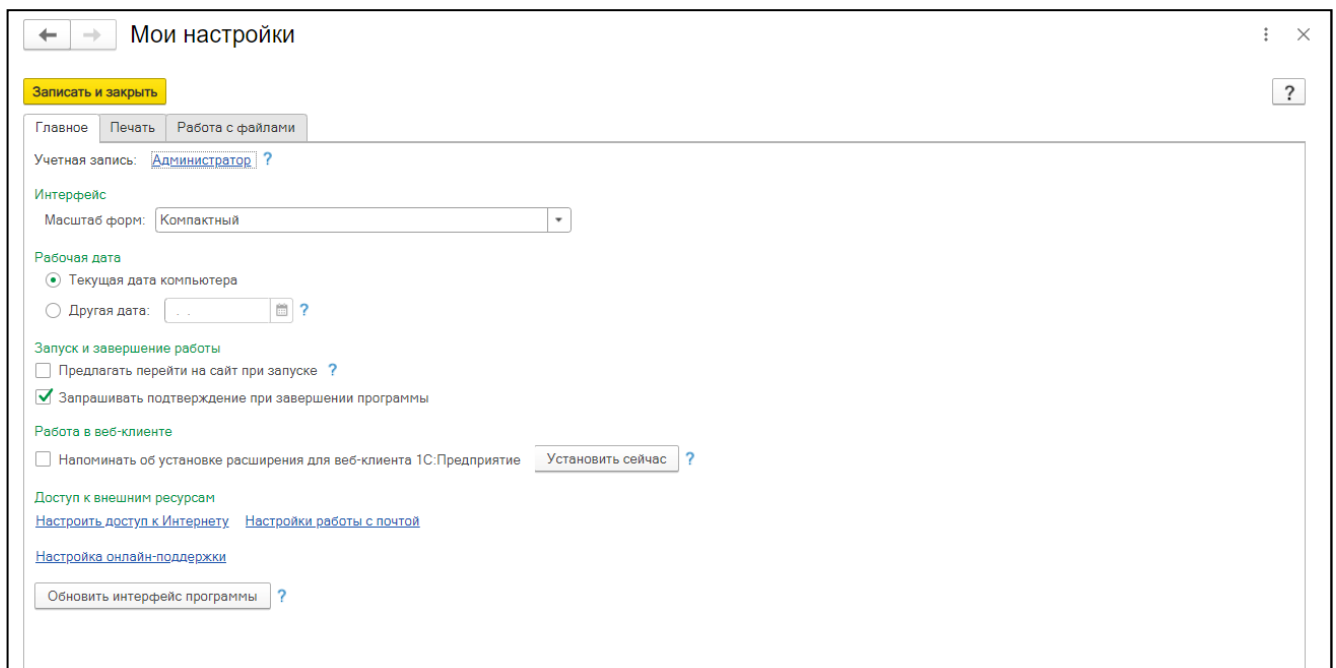 Мои настройки
Записать и закрыть ?
Главное Печать Работа с файлами
Учетная запись: Администратор ?
Интерфейс
Масштаб форм: Компактный
Рабочая дата
Текущая дата компьютера
Другая дата: . . ?
Запуск и завершение работы
Предлагать перейти на сайт при запуске ?
Запрашивать подтверждение при завершении программы
Работа в веб-клиенте
Напоминать об установке расширения для веб-клиента 1С:Предприятие Установить сейчас ?
Доступ к внешним ресурсам
Настроить доступ к Интернету Настройки работы с почтой
Настройка онлайн-поддержки
Обновить интерфейс программы ?